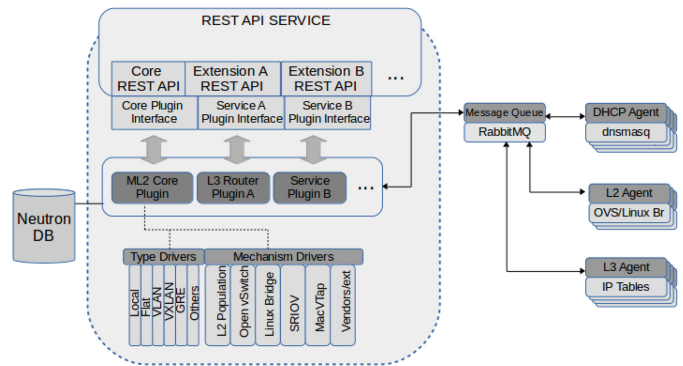 REST API SERVICE
Core
REST API
Extension A
REST API
Extension B
REST API
...
Core Plugin
Interface
Service A
Plugin Interface
Service B
Plugin Interface
Message Queue
RabbitMQ
DHCP Agent
dnsmasq
ML2 Core
Plugin
L3 Router
Plugin A
Service
Plugin B
...
Neutron
DB
L2 Agent
OVS/Linux Br
L3 Agent
IP Tables
Type Drivers
Mechanism Drivers
Local
Flat
VLAN
VXLAN
GRE
Others
L2 Population
Open vSwitch
Linux Bridge
SRIOV
MacVTap
Vendors/ext